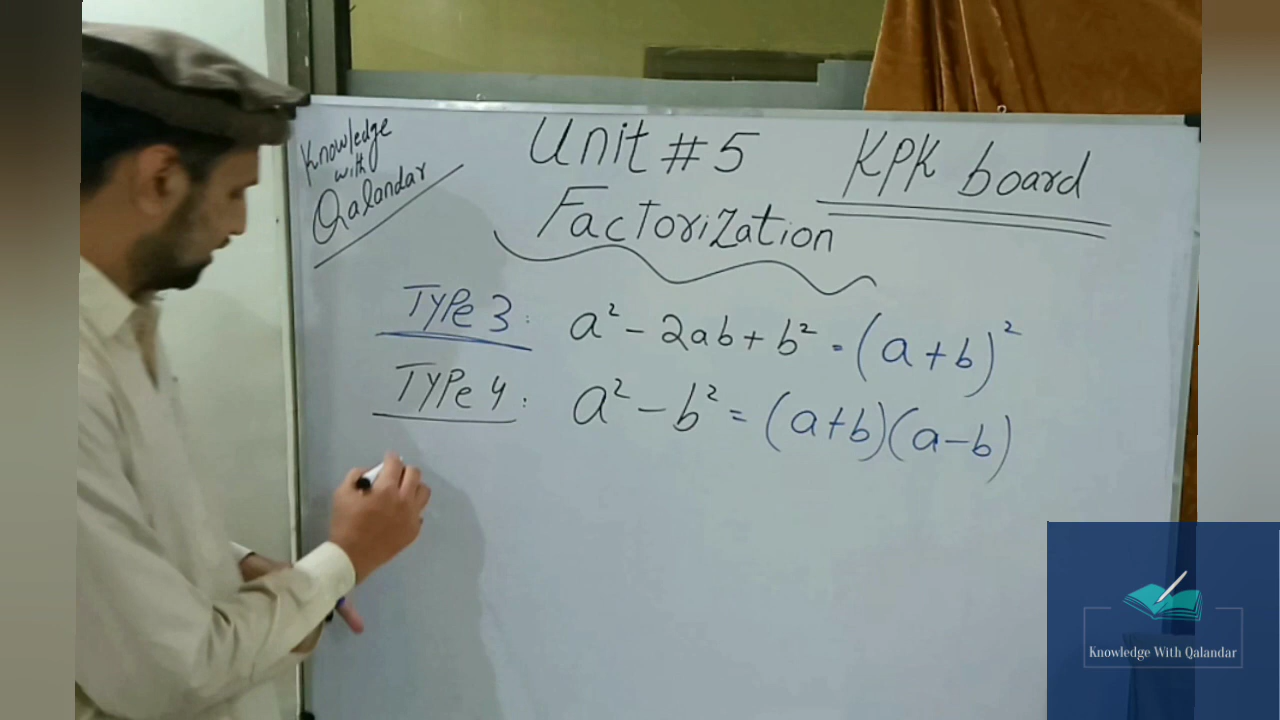 Knowledge
with
Qalandar
Unit # 5
KPK board
Factorization
Type 3: a² - 2ab + b² = (a + b)²
Type 4: a² - b² = (a+b)(a-b)
Knowledge With Qalandar